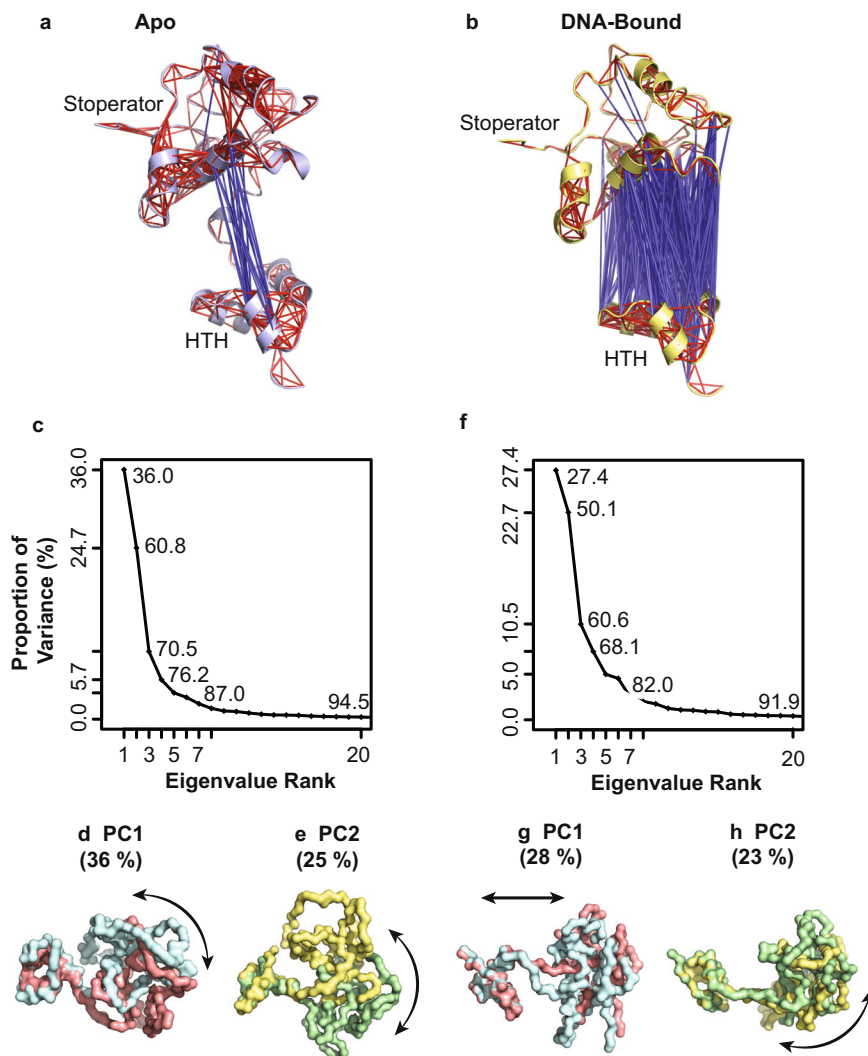 a Apo
Stoperator
HTH
b DNA-Bound
Stoperator
HTH
c
Proportion of
Variance (%)
36.0
24.7
5.7
0.0
36.0
60.8
70.5
76.2
87.0
94.5
1 3 5 7 20
Eigenvalue Rank
f
27.4
22.7
10.5
5.0
0.0
27.4
50.1
60.6
68.1
82.0
91.9
1 3 5 7 20
Eigenvalue Rank
d PC1
(36 %)
e PC2
(25 %)
g PC1
(28 %)
h PC2
(23 %)